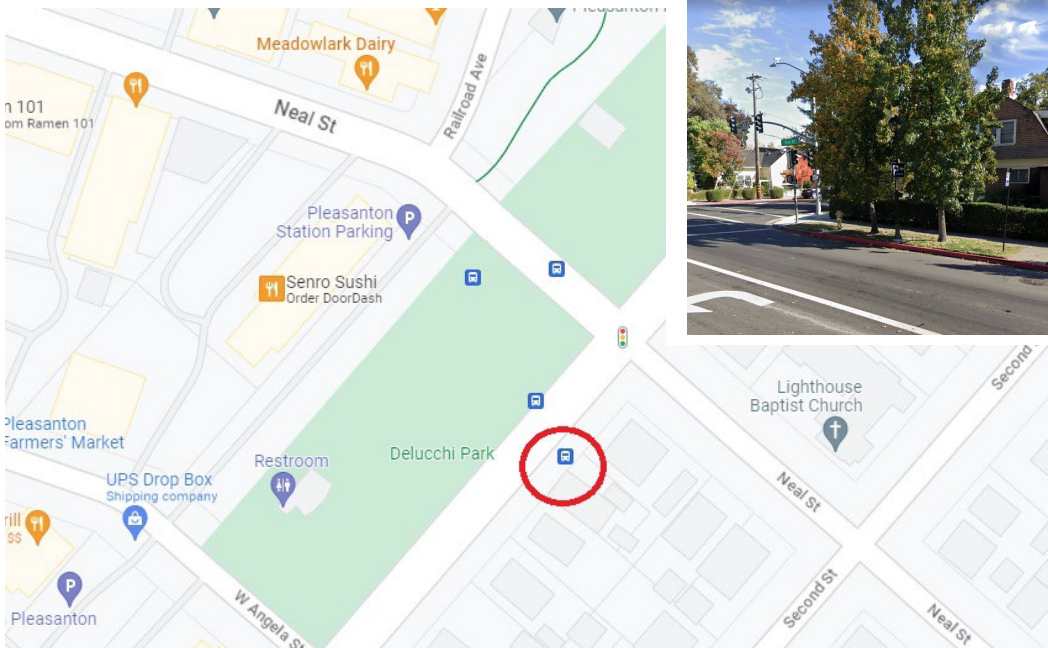 Pleasanton
Meadowlark Dairy
Neal St
Railroad Ave
n 101
om Ramen 101
Pleasanton
Station Parking
Senro Sushi
Order DoorDash
Lighthouse
Baptist Church
Second
Pleasanton
Farmers' Market
Delucchi Park
Restroom
UPS Drop Box
Shipping company
rill
$$
Neal St
Pleasanton
W Angela St
Second St
Neal St